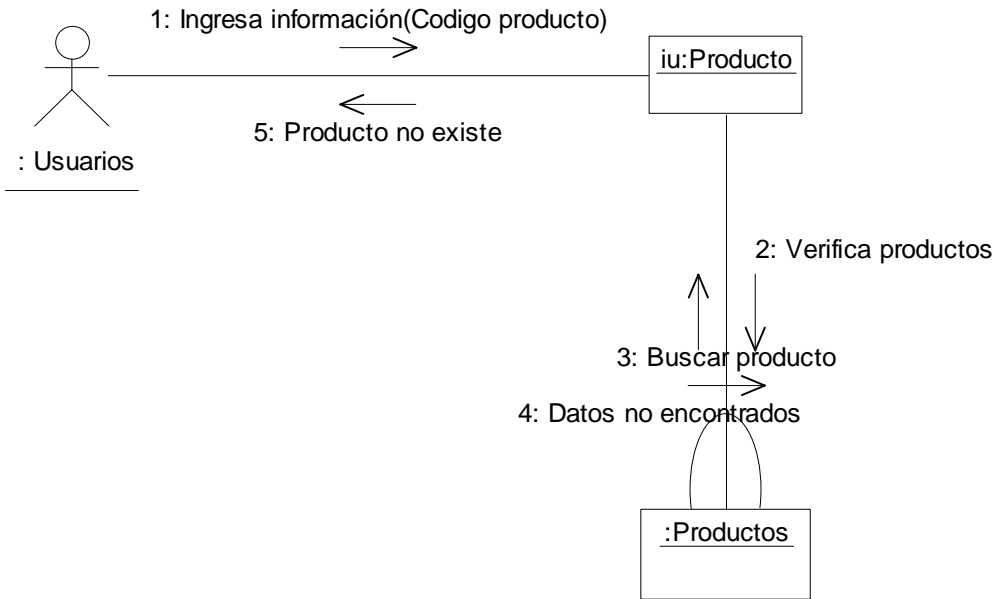 1: Ingresa información(Codigo producto)
iu:Producto
5: Producto no existe
: Usuarios
2: Verifica productos
3: Buscar producto
4: Datos no encontrados
:Productos